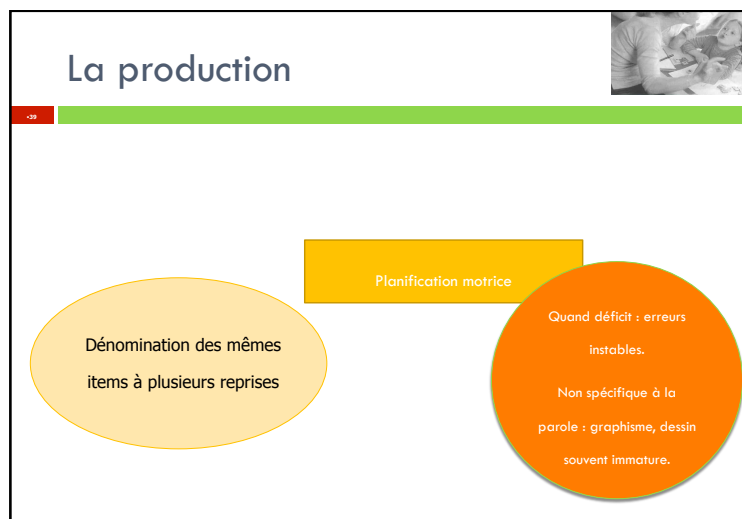 La production
•39
Planification motrice
Dénomination des mêmes
items à plusieurs reprises
Quand déficit : erreurs
instables.
Non spécifique à la
parole : graphisme, dessin
souvent immature.